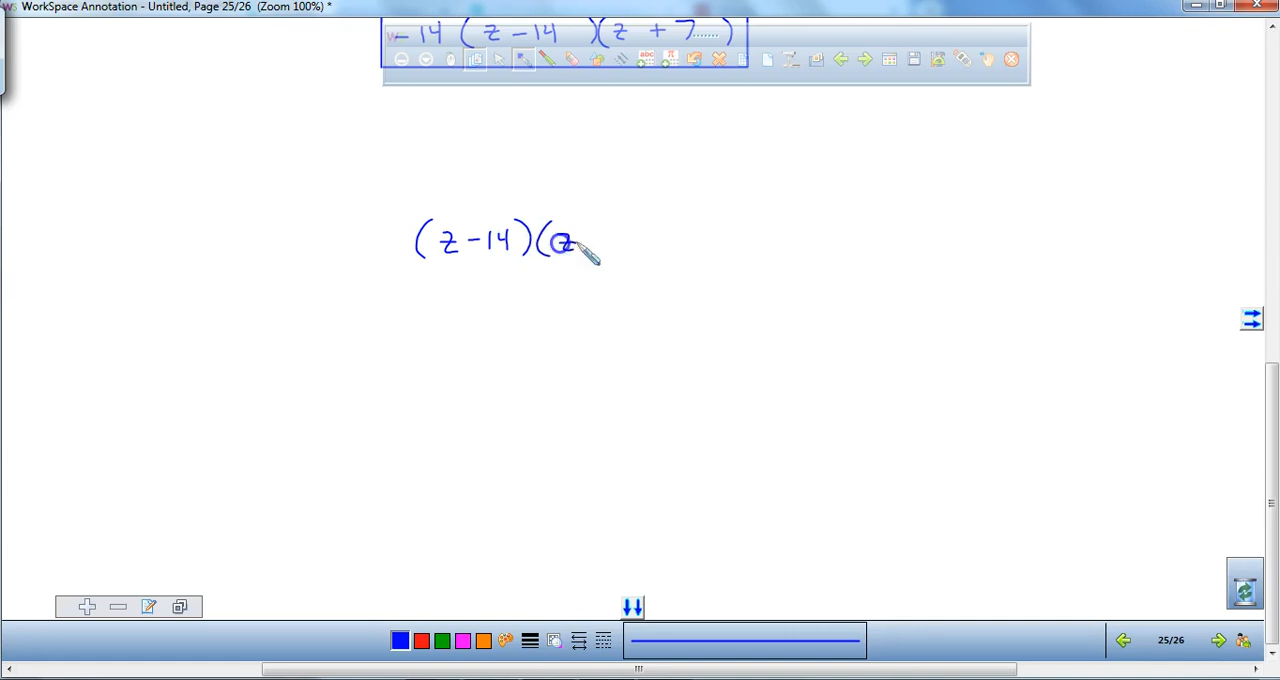 WorkSpace Annotation - Untitled, Page 25/26 (Zoom 100%) *
- 14 ( z - 14 )( z + 7 )
( z - 14 ) ( z
25/26